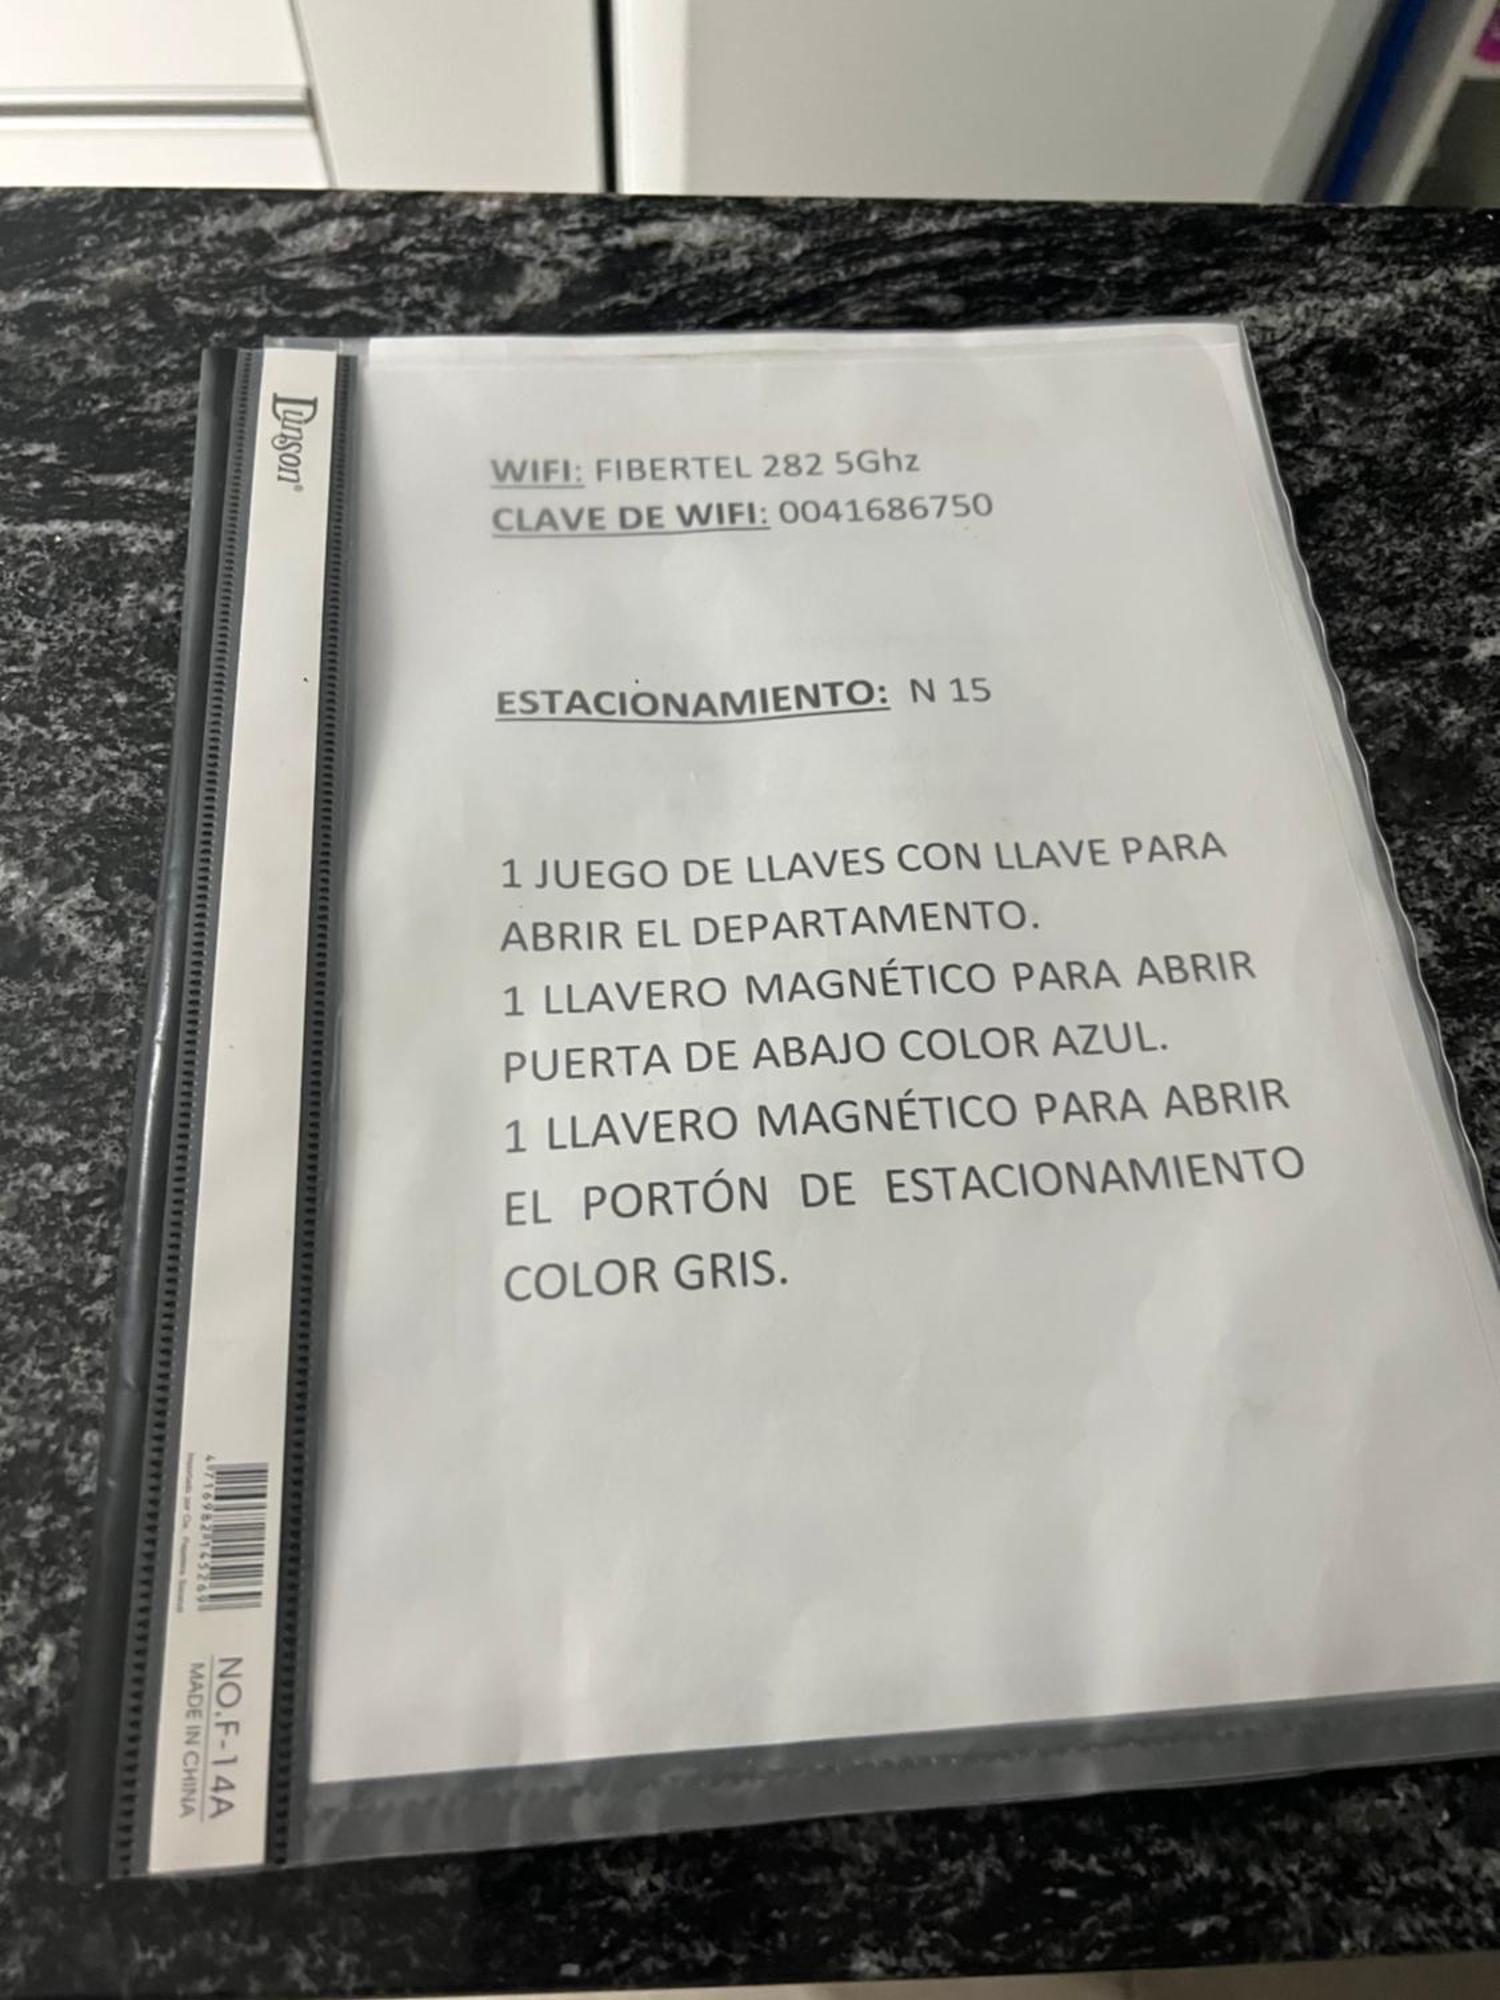 Dunson®
WIFI: FIBERTEL 282 5Ghz
CLAVE DE WIFI: 0041686750
ESTACIONAMIENTO: N 15
1 JUEGO DE LLAVES CON LLAVE PARA
ABRIR EL DEPARTAMENTO.
1 LLAVERO MAGNÉTICO PARA ABRIR
PUERTA DE ABAJO COLOR AZUL.
1 LLAVERO MAGNÉTICO PARA ABRIR
EL PORTÓN DE ESTACIONAMIENTO
COLOR GRIS.
Importado por
NO.F-14A
MADE IN CHINA